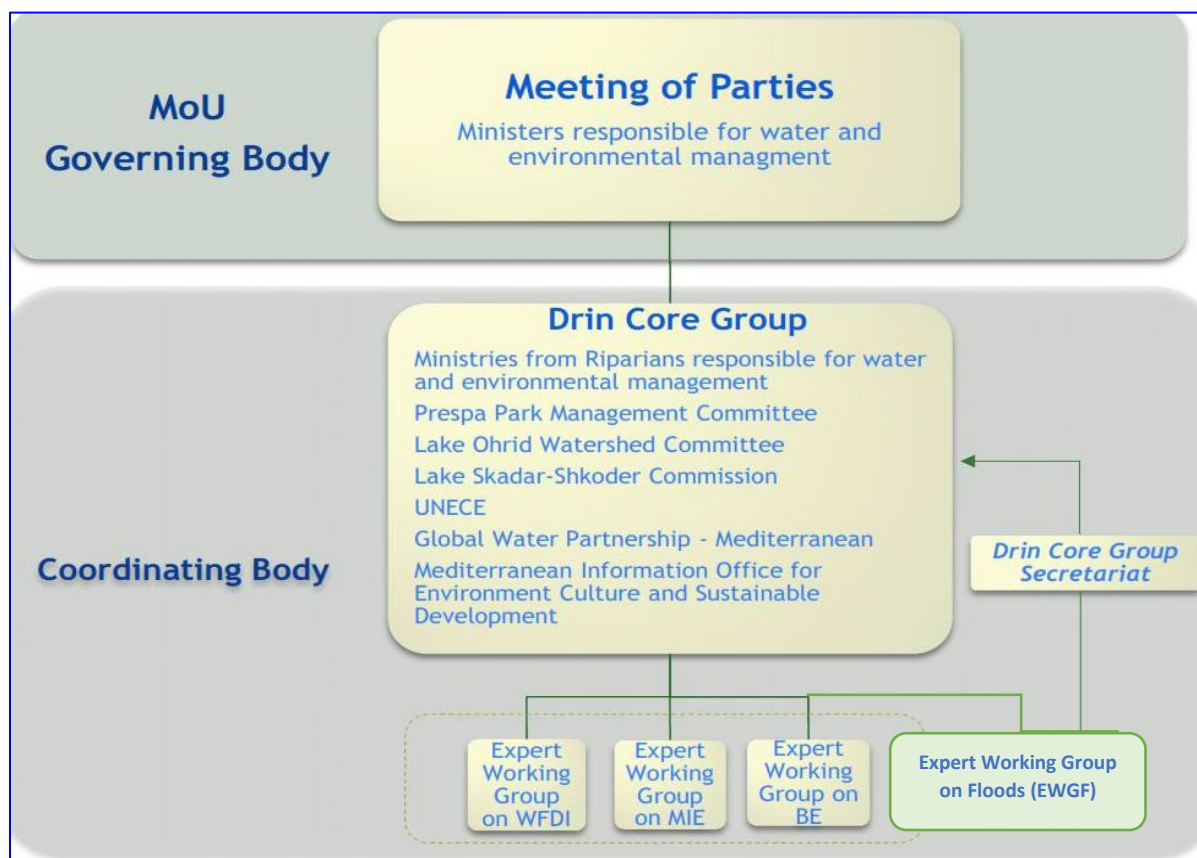 MoU
Governing Body
Meeting of Parties
Ministers responsible for water and
environmental managment
Coordinating Body
Drin Core Group
Ministries from Riparians responsible for water
and environmental management
Prespa Park Management Committee
Lake Ohrid Watershed Committee
Lake Skadar-Shkoder Commission
UNECE
Global Water Partnership - Mediterranean
Mediterranean Information Office for
Environment Culture and Sustainable
Development
Drin Core Group
Secretariat
Expert
Working
Group
on WFDI
Expert
Working
Group
on MIE
Expert
Working
Group on
BE
Expert Working Group
on Floods (EWGF)